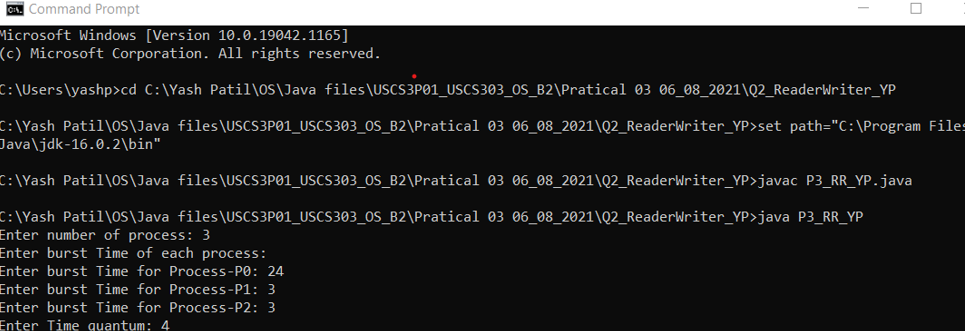 Command Prompt
Microsoft Windows [Version 10.0.19042.1165]
(c) Microsoft Corporation. All rights reserved.
C:\Users\yashp>cd C:\Yash Patil\OS\Java files\USCS3P01_USCS303_OS_B2\Pratical 03 06_08_2021\Q2_ReaderWriter_YP
C:\Yash Patil\OS\Java files\USCS3P01_USCS303_OS_B2\Pratical 03 06_08_2021\Q2_ReaderWriter_YP>set path="C:\Program Files
Java\jdk-16.0.2\bin"
C:\Yash Patil\OS\Java files\USCS3P01_USCS303_OS_B2\Pratical 03 06_08_2021\Q2_ReaderWriter_YP>javac P3_RR_YP.java
C:\Yash Patil\OS\Java files\USCS3P01_USCS303_OS_B2\Pratical 03 06_08_2021\Q2_ReaderWriter_YP>java P3_RR_YP
Enter number of process: 3
Enter burst Time of each process:
Enter burst Time for Process-P0: 24
Enter burst Time for Process-P1: 3
Enter burst Time for Process-P2: 3
Enter Time quantum: 4